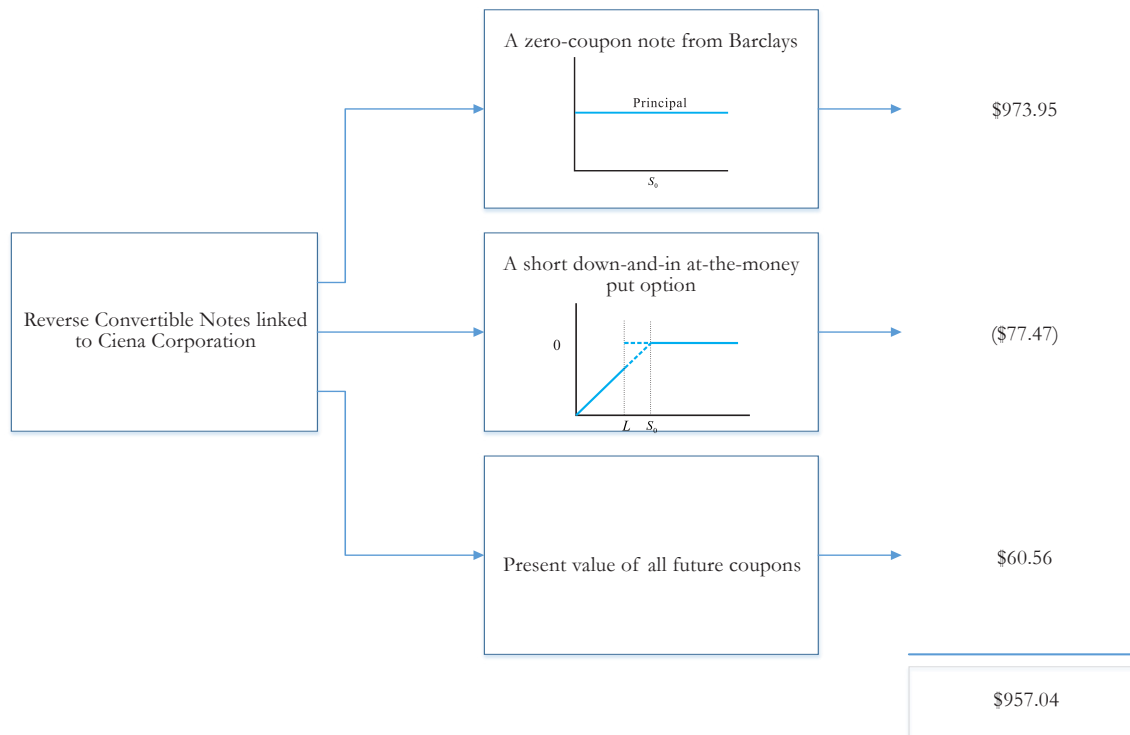 A zero-coupon note from Barclays
Principal
S₀
$973.95
Reverse Convertible Notes linked
to Ciena Corporation
A short down-and-in at-the-money
put option
0
L S₀
($77.47)
Present value of all future coupons
$60.56
$957.04